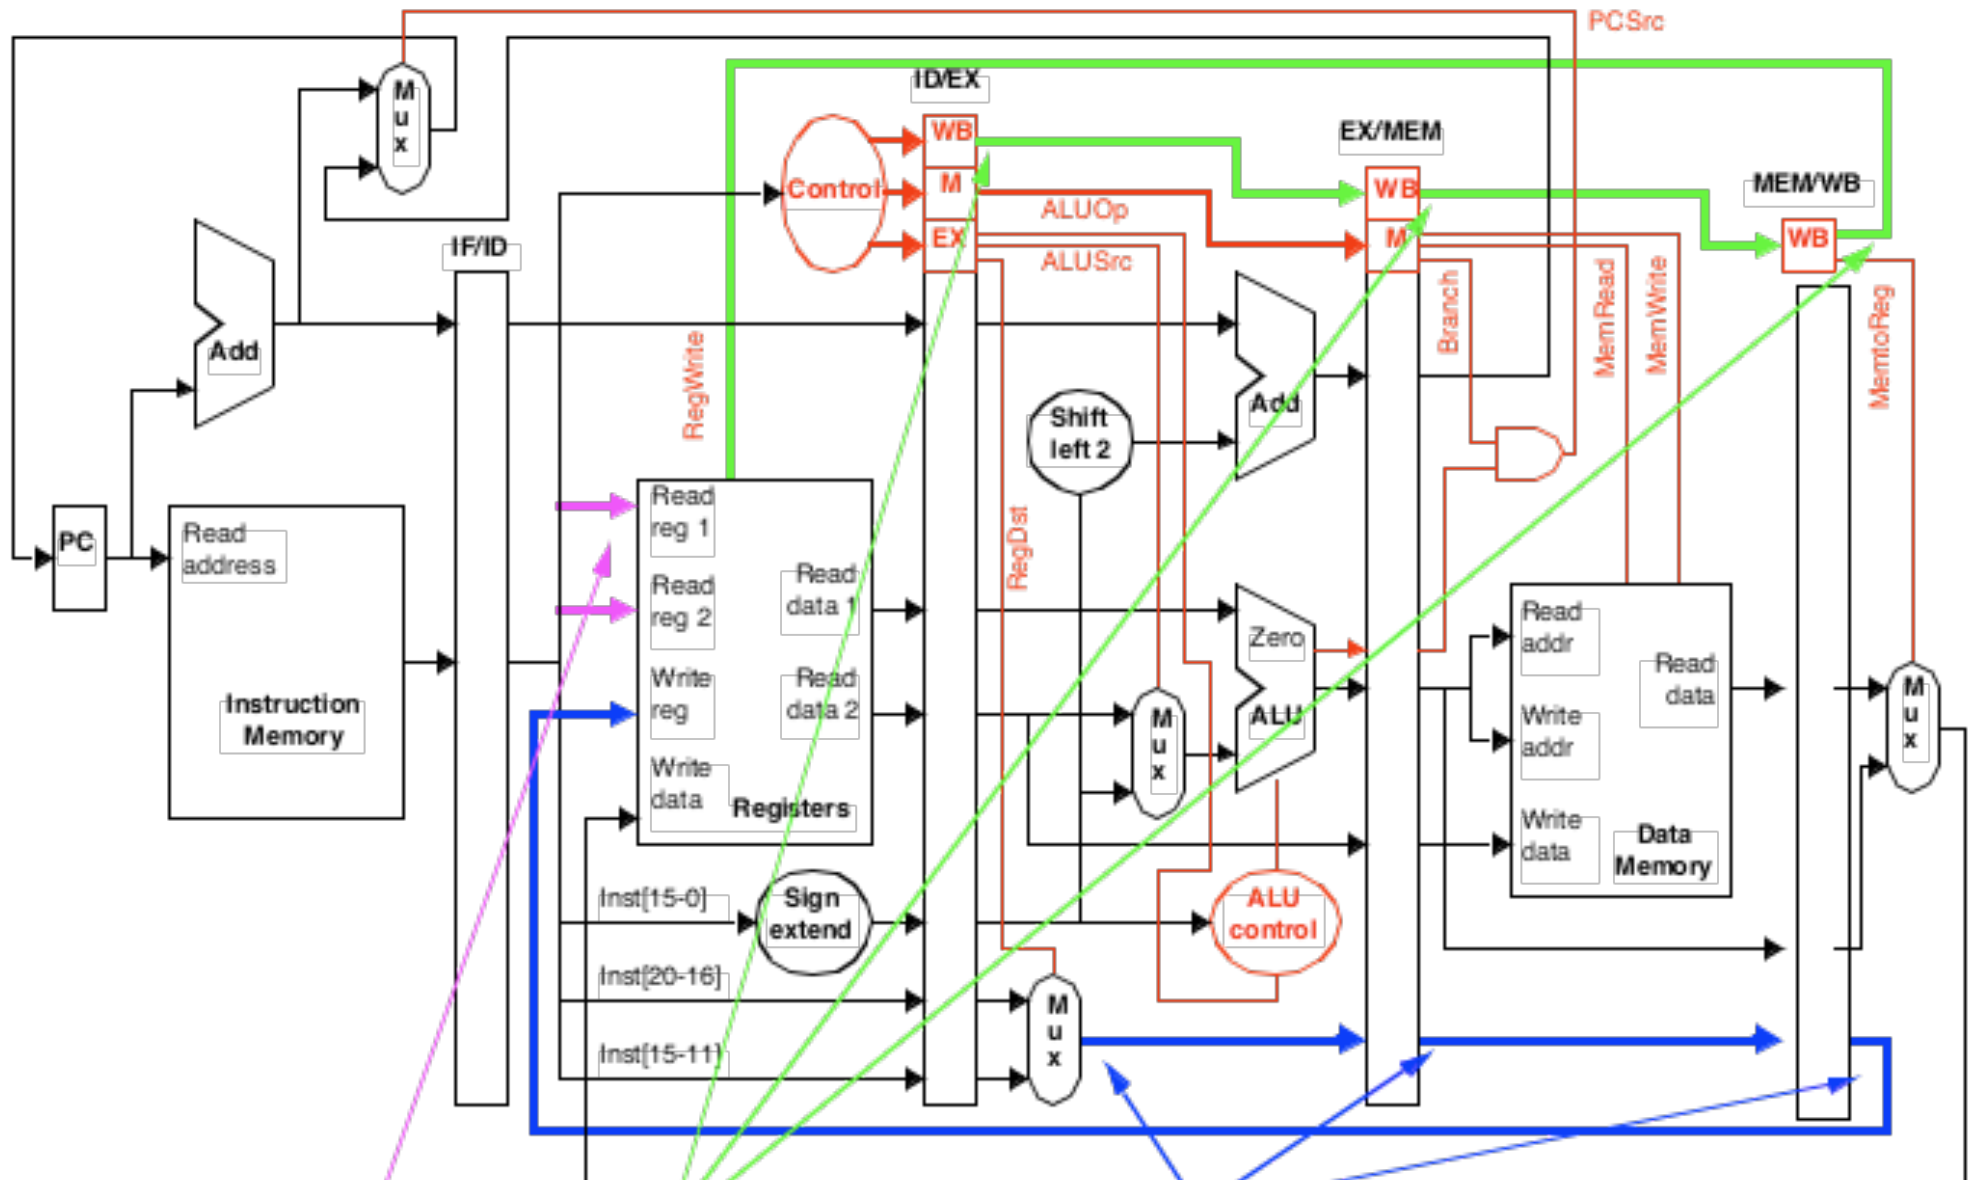 PCSrc
M
u
x
ID/EX
WB
M
EX
Control
ALUOp
ALUSrc
EX/MEM
WB
M
MEM/WB
WB
IF/ID
Add
RegWrite
Add
Branch
MemRead
MemWrite
MemtoReg
Shift
left 2
PC
Read
address
Instruction
Memory
Read
reg 1
Read
reg 2
Write
reg
Write
data
Read
data 1
Read
data 2
Registers
RegDst
M
u
x
Zero
ALU
Read
addr
Write
addr
Write
data
Read
data
Data
Memory
M
u
x
Inst[15-0]
Sign
extend
ALU
control
Inst[20-16]
Inst[15-11]
M
u
x